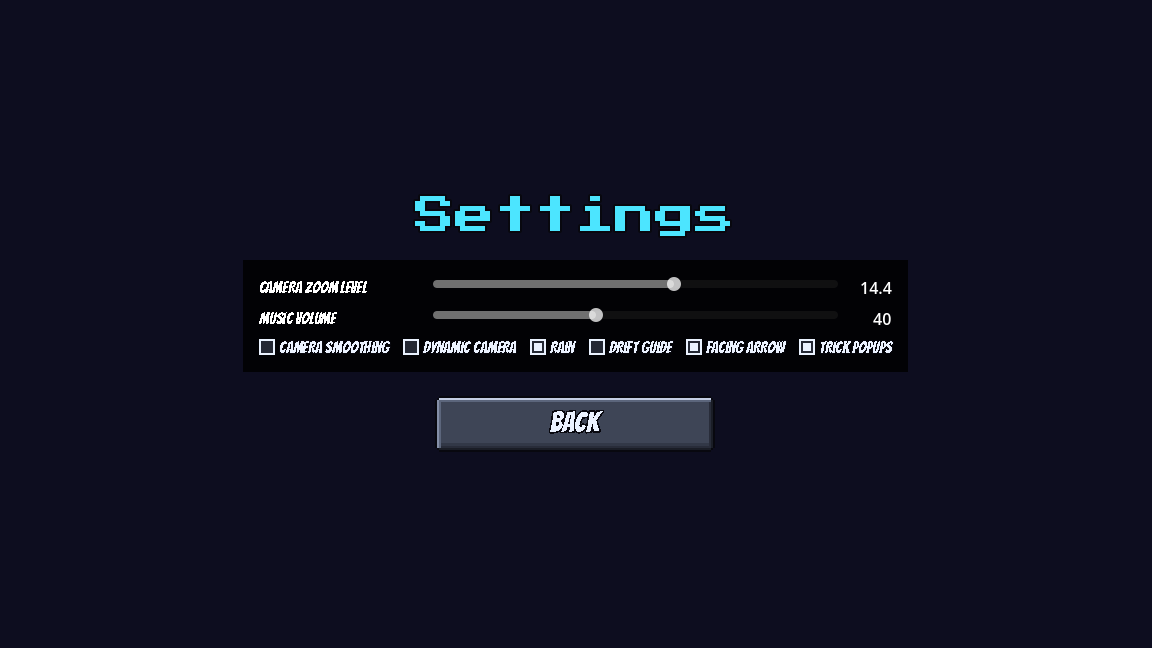 Settings
CAMERA ZOOM LEVEL 14.4
MUSIC VOLUME 40
CAMERA SMOOTHING DYNAMIC CAMERA RAIN DRIFT GUIDE FACING ARROW TRICK POPUPS
BACK